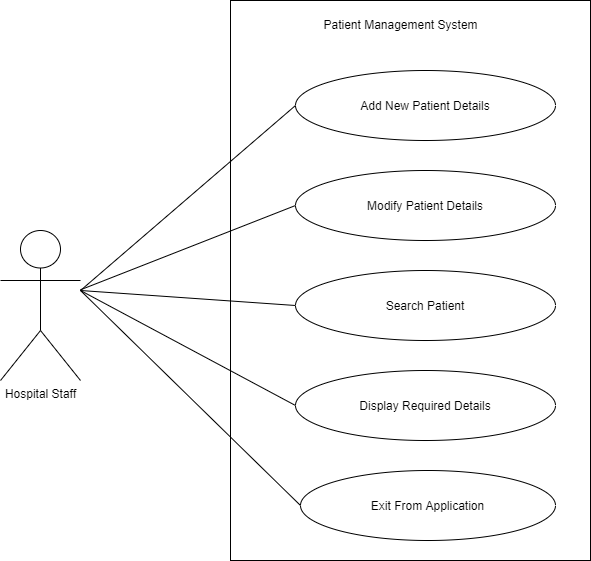 Patient Management System
Add New Patient Details
Modify Patient Details
Search Patient
Hospital Staff
Display Required Details
Exit From Application